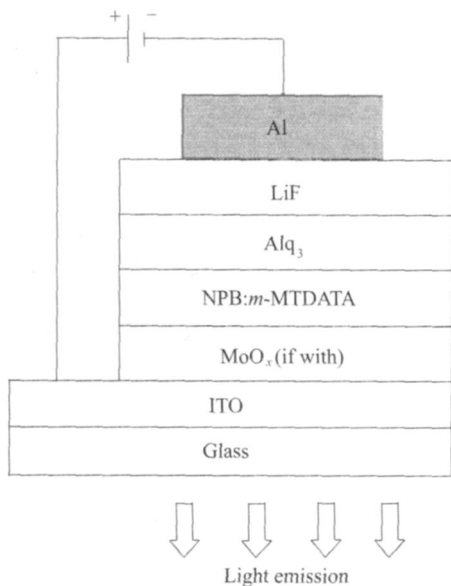 + −
Al
LiF
Alq₃
NPB:m-MTDATA
MoOₓ(if with)
ITO
Glass
Light emission